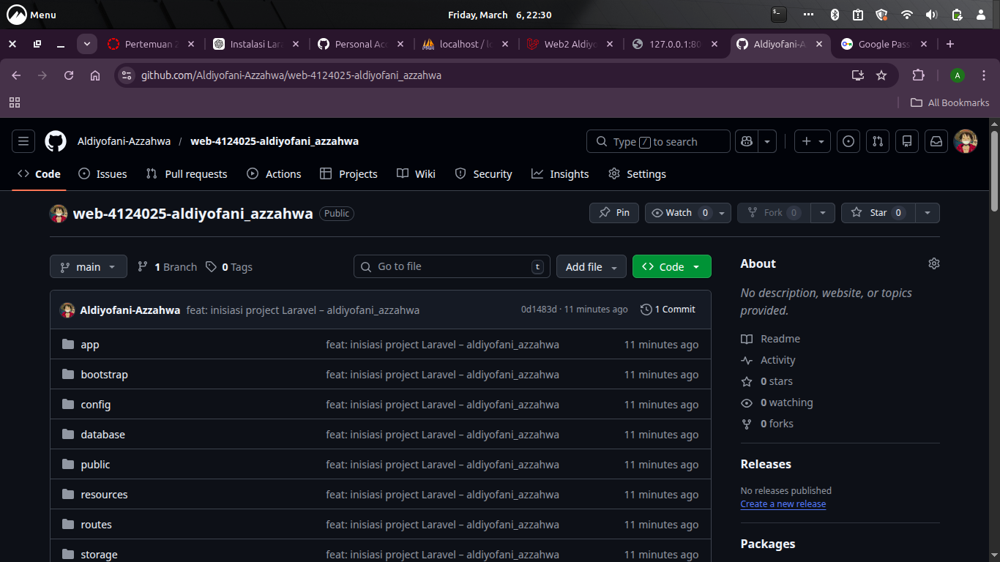 Menu Friday, March 6, 22:30
Pertemuan 2 Instalasi Lar Personal Acc localhost / lo Web2 Aldiyo 127.0.0.1:80 Aldiyofani-A Google Pass
github.com/Aldiyofani-Azzahwa/web-4124025-aldiyofani_azzahwa A
All Bookmarks
Aldiyofani-Azzahwa / web-4124025-aldiyofani_azzahwa Type / to search
Code Issues Pull requests Actions Projects Wiki Security Insights Settings
web-4124025-aldiyofani_azzahwa Public Pin Watch 0 Fork 0 Star 0
main 1 Branch 0 Tags Go to file t Add file Code
Aldiyofani-Azzahwa feat: inisiasi project Laravel – aldiyofani_azzahwa 0d1483d · 11 minutes ago 1 Commit
app feat: inisiasi project Laravel – aldiyofani_azzahwa 11 minutes ago
bootstrap feat: inisiasi project Laravel – aldiyofani_azzahwa 11 minutes ago
config feat: inisiasi project Laravel – aldiyofani_azzahwa 11 minutes ago
database feat: inisiasi project Laravel – aldiyofani_azzahwa 11 minutes ago
public feat: inisiasi project Laravel – aldiyofani_azzahwa 11 minutes ago
resources feat: inisiasi project Laravel – aldiyofani_azzahwa 11 minutes ago
routes feat: inisiasi project Laravel – aldiyofani_azzahwa 11 minutes ago
storage feat: inisiasi project Laravel – aldiyofani_azzahwa 11 minutes ago
About
No description, website, or topics
provided.
Readme
Activity
0 stars
0 watching
0 forks
Releases
No releases published
Create a new release
Packages